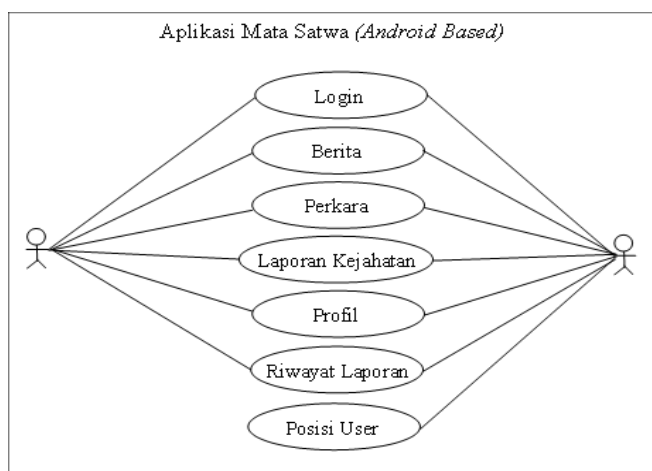 Aplikasi Mata Satwa (Android Based)
Login
Berita
Perkara
Laporan Kejahatan
Profil
Riwayat Laporan
Posisi User